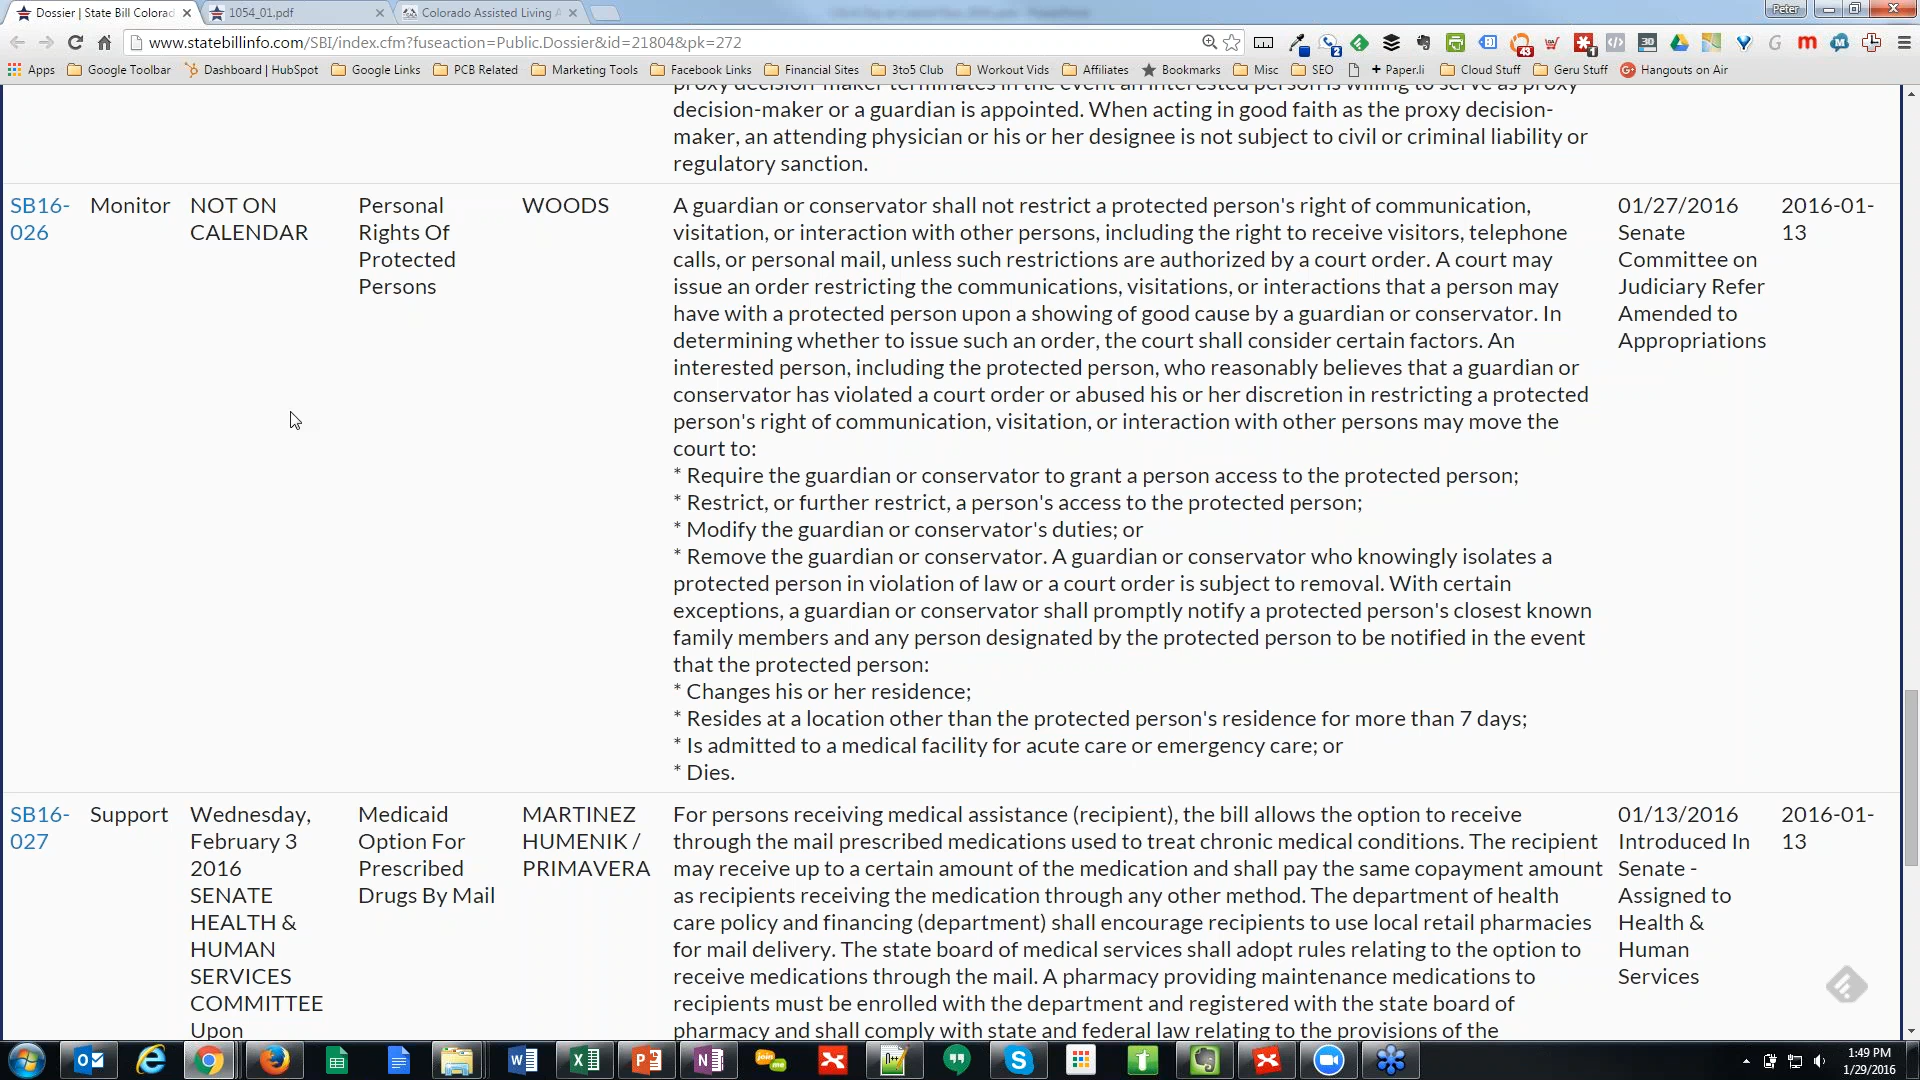 Dossier | State Bill Colorad
1054_01.pdf
Colorado Assisted Living A
Peter
www.statebillinfo.com/SBI/index.cfm?fuseaction=Public.Dossier&id=21804&pk=272
Apps
Google Toolbar
Dashboard | HubSpot
Google Links
PCB Related
Marketing Tools
Facebook Links
Financial Sites
3to5 Club
Workout Vids
Affiliates
Bookmarks
Misc
SEO
+ Paper.li
Cloud Stuff
Geru Stuff
Hangouts on Air
proxy decision-maker terminates in the event an interested person is willing to serve as proxy
decision-maker or a guardian is appointed. When acting in good faith as the proxy decision-
maker, an attending physician or his or her designee is not subject to civil or criminal liability or
regulatory sanction.
SB16-
026
Monitor
NOT ON
CALENDAR
Personal
Rights Of
Protected
Persons
WOODS
A guardian or conservator shall not restrict a protected person's right of communication,
visitation, or interaction with other persons, including the right to receive visitors, telephone
calls, or personal mail, unless such restrictions are authorized by a court order. A court may
issue an order restricting the communications, visitations, or interactions that a person may
have with a protected person upon a showing of good cause by a guardian or conservator. In
determining whether to issue such an order, the court shall consider certain factors. An
interested person, including the protected person, who reasonably believes that a guardian or
conservator has violated a court order or abused his or her discretion in restricting a protected
person's right of communication, visitation, or interaction with other persons may move the
court to:
* Require the guardian or conservator to grant a person access to the protected person;
* Restrict, or further restrict, a person's access to the protected person;
* Modify the guardian or conservator's duties; or
* Remove the guardian or conservator. A guardian or conservator who knowingly isolates a
protected person in violation of law or a court order is subject to removal. With certain
exceptions, a guardian or conservator shall promptly notify a protected person's closest known
family members and any person designated by the protected person to be notified in the event
that the protected person:
* Changes his or her residence;
* Resides at a location other than the protected person's residence for more than 7 days;
* Is admitted to a medical facility for acute care or emergency care; or
* Dies.
01/27/2016
Senate
Committee on
Judiciary Refer
Amended to
Appropriations
2016-01-
13
SB16-
027
Support
Wednesday,
February 3
2016
SENATE
HEALTH &
HUMAN
SERVICES
COMMITTEE
Upon
Medicaid
Option For
Prescribed
Drugs By Mail
MARTINEZ
HUMENIK /
PRIMAVERA
For persons receiving medical assistance (recipient), the bill allows the option to receive
through the mail prescribed medications used to treat chronic medical conditions. The recipient
may receive up to a certain amount of the medication and shall pay the same copayment amount
as recipients receiving the medication through any other method. The department of health
care policy and financing (department) shall encourage recipients to use local retail pharmacies
for mail delivery. The state board of medical services shall adopt rules relating to the option to
receive medications through the mail. A pharmacy providing maintenance medications to
recipients must be enrolled with the department and registered with the state board of
pharmacy and shall comply with state and federal law relating to the provisions of the
01/13/2016
Introduced In
Senate -
Assigned to
Health &
Human
Services
2016-01-
13
1:49 PM
1/29/2016